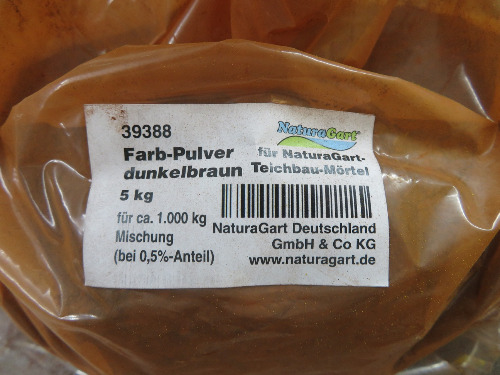 39388
NaturaGart
Farb-Pulver
dunkelbraun
für NaturaGart-
Teichbau-Mörtel
5 kg
für ca. 1.000 kg
Mischung
(bei 0,5%-Anteil)
NaturaGart Deutschland
GmbH & Co KG
www.naturagart.de